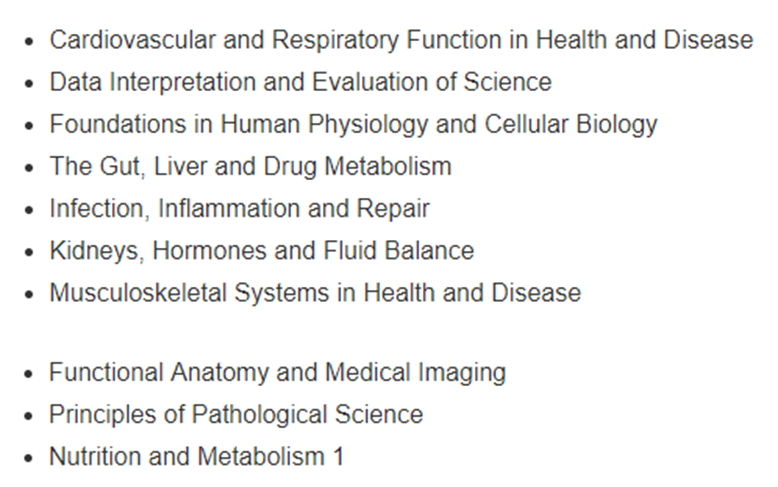 • Cardiovascular and Respiratory Function in Health and Disease
• Data Interpretation and Evaluation of Science
• Foundations in Human Physiology and Cellular Biology
• The Gut, Liver and Drug Metabolism
• Infection, Inflammation and Repair
• Kidneys, Hormones and Fluid Balance
• Musculoskeletal Systems in Health and Disease
• Functional Anatomy and Medical Imaging
• Principles of Pathological Science
• Nutrition and Metabolism 1